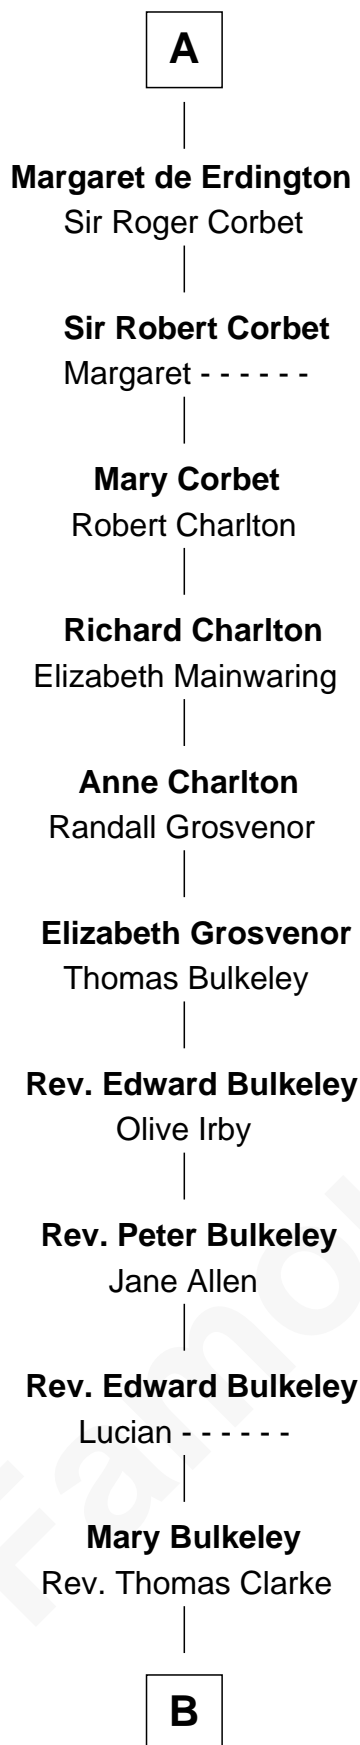 A
Margaret de Erdington
Sir Roger Corbet
Sir Robert Corbet
Margaret - - - - - -
Mary Corbet
Robert Charlton
Richard Charlton
Elizabeth Mainwaring
Anne Charlton
Randall Grosvenor
Elizabeth Grosvenor
Thomas Bulkeley
Rev. Edward Bulkeley
Olive Irby
Rev. Peter Bulkeley
Jane Allen
Rev. Edward Bulkeley
Lucian - - - - - -
Mary Bulkeley
Rev. Thomas Clarke
B